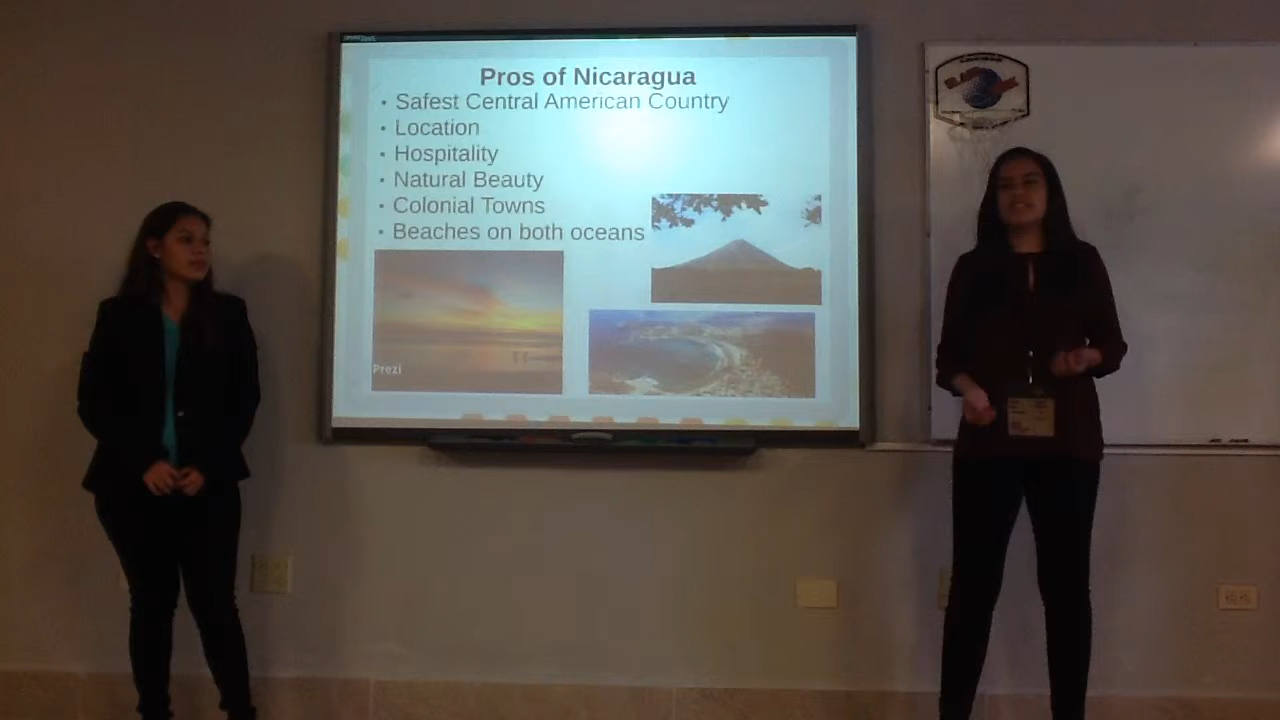 Pros of Nicaragua
• Safest Central American Country
• Location
• Hospitality
• Natural Beauty
• Colonial Towns
• Beaches on both oceans
Prezi